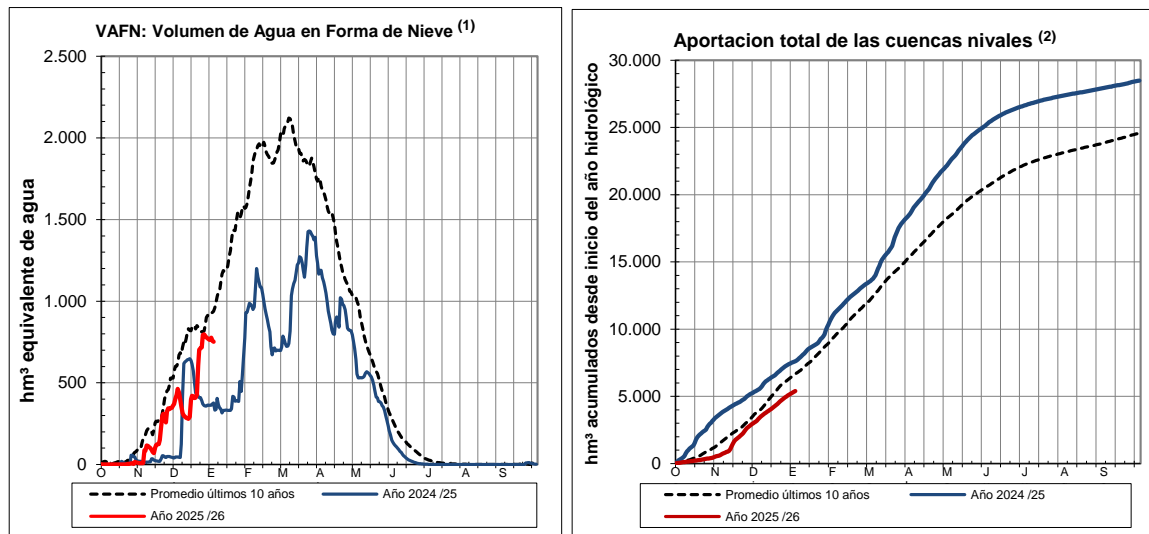 VAFN: Volumen de Agua en Forma de Nieve (1)
hm³ equivalente de agua
2.500
2.000
1.500
1.000
500
0
O N D E F M A M J J A S
Promedio últimos 10 años
Año 2024 /25
Año 2025 /26
Aportacion total de las cuencas nivales (2)
hm³ acumulados desde inicio del año hidrológico
30.000
25.000
20.000
15.000
10.000
5.000
0
O N D E F M A M J J A S
Promedio últimos 10 años
Año 2024 /25
Año 2025 /26